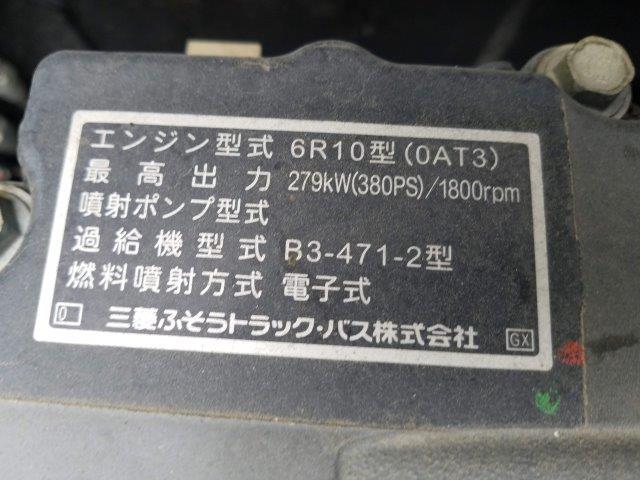 エンジン型式 6R10型(0AT3)
最高出力 279kW(380PS)/1800rpm
噴射ポンプ型式
過給機型式 B3-471-2型
燃料噴射方式 電子式
0 三菱ふそうトラック・バス株式会社 GX